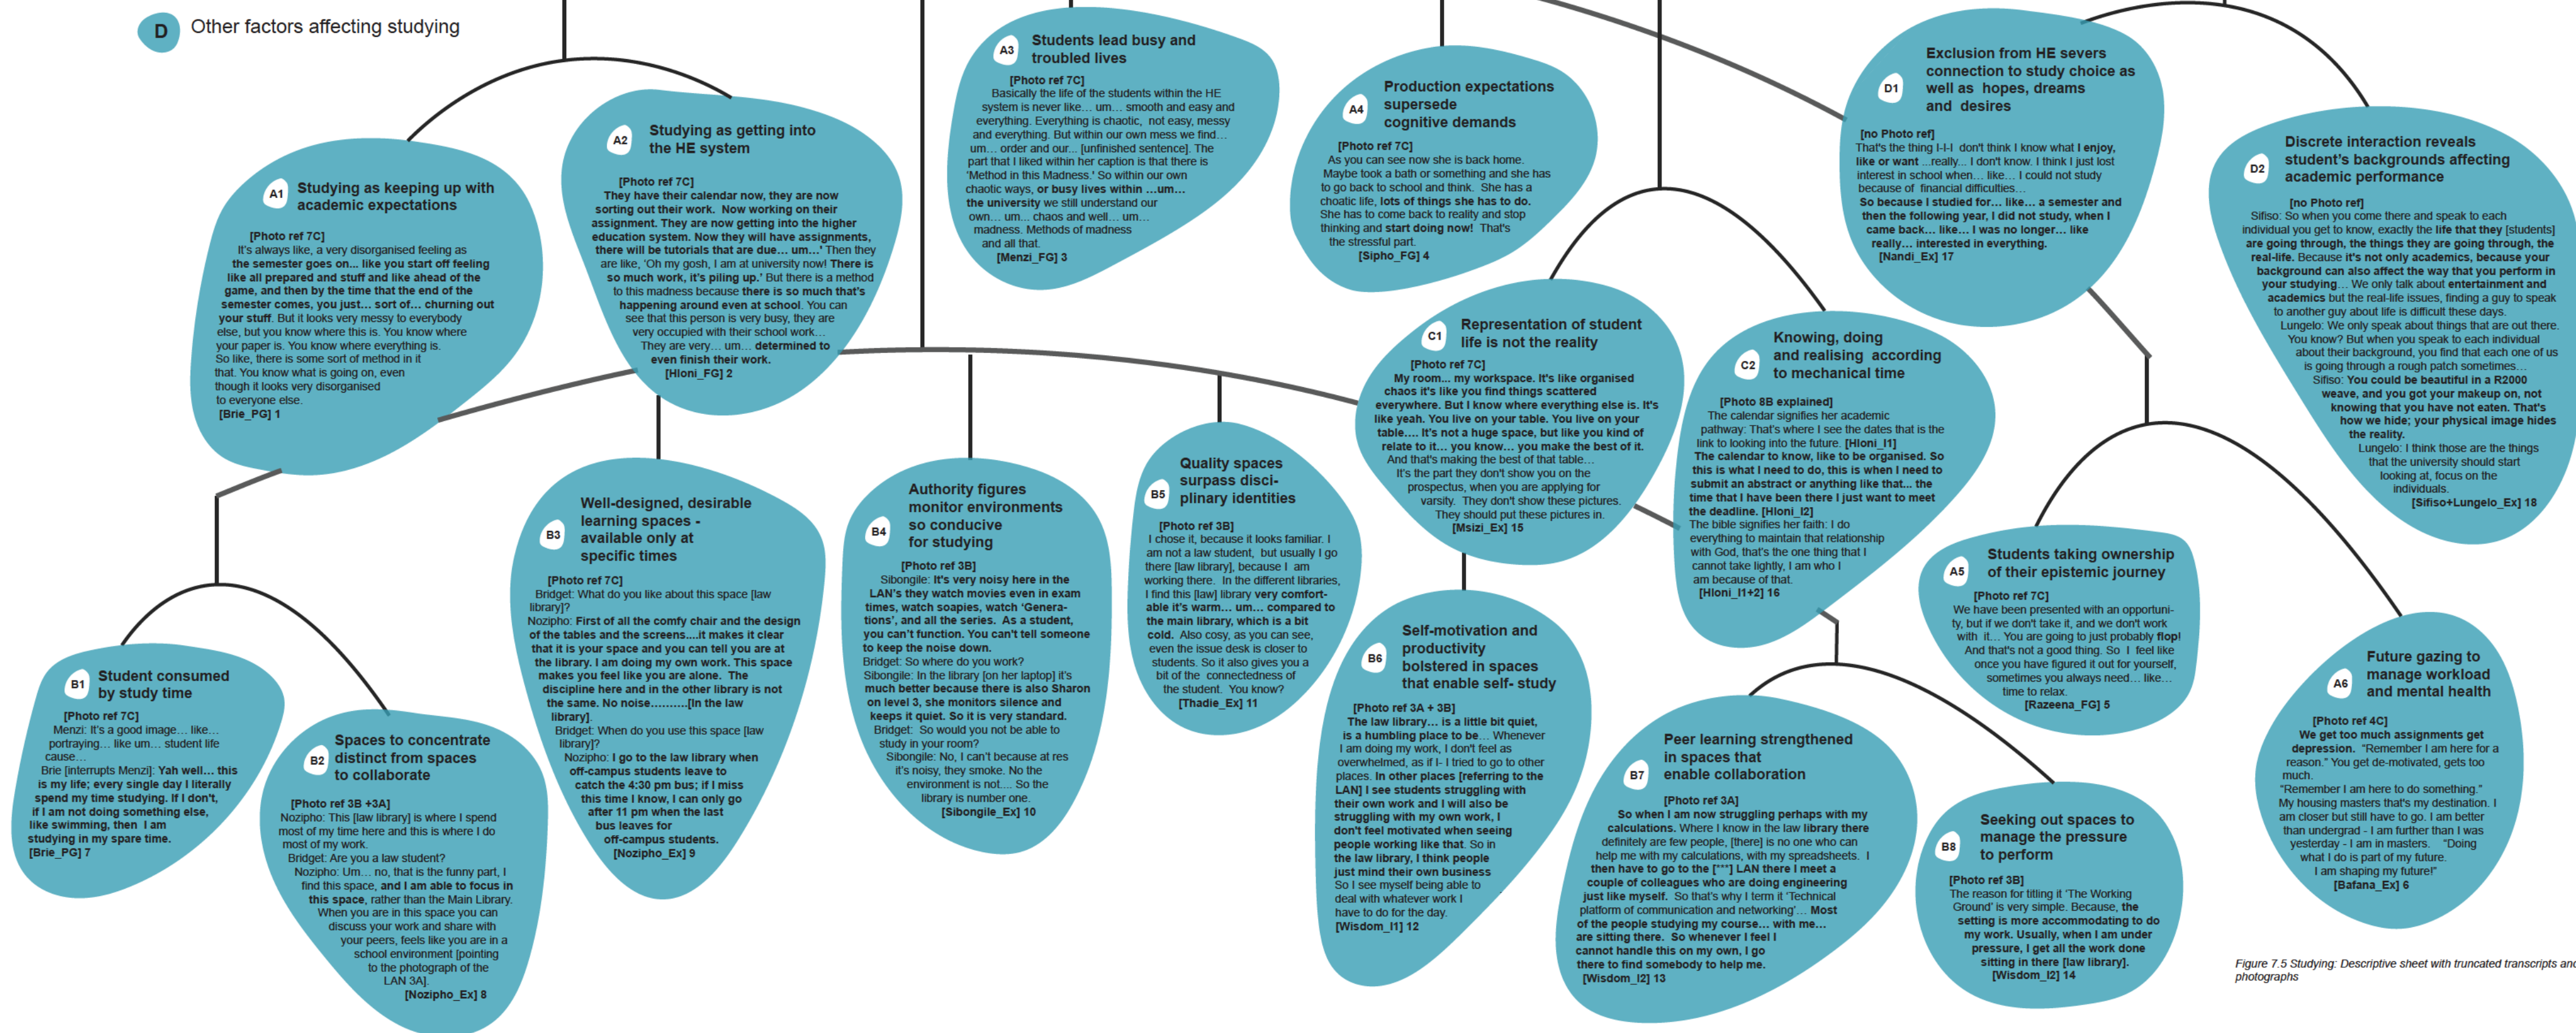 D
Other factors affecting studying
A1
Studying as keeping up with
academic expectations
[Photo ref 7C]
It's always like, a very disorganised feeling as
the semester goes on... like you start off feeling
like all prepared and stuff and like ahead of the
game, and then by the time that the end of the
semester comes, you just... sort of... churning out
your stuff. But it looks very messy to everybody
else, but you know where this is. You know where
your paper is. You know where everything is.
So like, there is some sort of method in it
that. You know what is going on, even
though it looks very disorganised
to everyone else.
[Brie_PG] 1
A2
Studying as getting into
the HE system
[Photo ref 7C]
They have their calendar now, they are now
sorting out their work. Now working on their
assignment. They are now getting into the higher
education system. Now they will have assignments,
there will be tutorials that are due… um…' Then they
are like, 'Oh my gosh, I am at university now! There is
so much work, it's piling up.' But there is a method
to this madness because there is so much that's
happening around even at school. You can
see that this person is very busy, they are
very occupied with their school work…
They are very… um… determined to
even finish their work.
[Hloni_FG] 2
A3
Students lead busy and
troubled lives
[Photo ref 7C]
Basically the life of the students within the HE
system is never like… um… smooth and easy and
everything. Everything is chaotic, not easy, messy
and everything. But within our own mess we find…
um… order and our... [unfinished sentence]. The
part that I liked within her caption is that there is
'Method in this Madness.' So within our own
chaotic ways, or busy lives within …um…
the university we still understand our
own… um... chaos and well… um…
madness. Methods of madness
and all that.
[Menzi_FG] 3
A4
Production expectations
supersede
cognitive demands
[Photo ref 7C]
As you can see now she is back home.
Maybe took a bath or something and she has
to go back to school and think. She has a
choatic life, lots of things she has to do.
She has to come back to reality and stop
thinking and start doing now! That's
the stressful part.
[Sipho_FG] 4
D1
Exclusion from HE severs
connection to study choice as
well as hopes, dreams
and desires
[no Photo ref]
That's the thing I-I-I don't think I know what I enjoy,
like or want ...really... I don't know. I think I just lost
interest in school when… like… I could not study
because of financial difficulties…
So because I studied for… like… a semester and
then the following year, I did not study, when I
came back… like… I was no longer… like
really… interested in everything.
[Nandi_Ex] 17
D2
Discrete interaction reveals
student's backgrounds affecting
academic performance
[no Photo ref]
Sifiso: So when you come there and speak to each
individual you get to know, exactly the life that they [students]
are going through, the things they are going through, the
real-life. Because it's not only academics, because your
background can also affect the way that you perform in
your studying… We only talk about entertainment and
academics but the real-life issues, finding a guy to speak
to another guy about life is difficult these days.
Lungelo: We only speak about things that are out there.
You know? But when you speak to each individual
about their background, you find that each one of us
is going through a rough patch sometimes…
Sifiso: You could be beautiful in a R2000
weave, and you got your makeup on, not
knowing that you have not eaten. That's
how we hide; your physical image hides
the reality.
Lungelo: I think those are the things
that the university should start
looking at, focus on the
individuals.
[Sifiso+Lungelo_Ex] 18
C1
Representation of student
life is not the reality
[Photo ref 7C]
My room... my workspace. It's like organised
chaos it's like you find things scattered
everywhere. But I know where everything else is. It's
like yeah. You live on your table. You live on your
table…. It's not a huge space, but like you kind of
relate to it… you know… you make the best of it.
And that's making the best of that table…
It's the part they don't show you on the
prospectus, when you are applying for
varsity. They don't show these pictures.
They should put these pictures in.
[Msizi_Ex] 15
C2
Knowing, doing
and realising according
to mechanical time
[Photo 8B explained]
The calendar signifies her academic
pathway: That's where I see the dates that is the
link to looking into the future. [Hloni_I1]
The calendar to know, like to be organised. So
this is what I need to do, this is when I need to
submit an abstract or anything like that... the
time that I have been there I just want to meet
the deadline. [Hloni_I2]
The bible signifies her faith: I do
everything to maintain that relationship
with God, that's the one thing that I
cannot take lightly, I am who I
am because of that.
[Hloni_I1+2] 16
B1
Student consumed
by study time
[Photo ref 7C]
Menzi: It's a good image… like…
portraying… like um… student life
cause…
Brie [interrupts Menzi]: Yah well… this
is my life; every single day I literally
spend my time studying. If I don't,
if I am not doing something else,
like swimming, then I am
studying in my spare time.
[Brie_PG] 7
B2
Spaces to concentrate
distinct from spaces
to collaborate
[Photo ref 3B +3A]
Nozipho: This [law library] is where I spend
most of my time here and this is where I do
most of my work.
Bridget: Are you a law student?
Nozipho: Um… no, that is the funny part, I
find this space, and I am able to focus in
this space, rather than the Main Library.
When you are in this space you can
discuss your work and share with
your peers, feels like you are in a
school environment [pointing
to the photograph of the
LAN 3A].
[Nozipho_Ex] 8
B3
Well-designed, desirable
learning spaces -
available only at
specific times
[Photo ref 7C]
Bridget: What do you like about this space [law
library]?
Nozipho: First of all the comfy chair and the design
of the tables and the screens....it makes it clear
that it is your space and you can tell you are at
the library. I am doing my own work. This space
makes you feel like you are alone. The
discipline here and in the other library is not
the same. No noise……….[In the law
library].
Bridget: When do you use this space [law
library]?
Nozipho: I go to the law library when
off-campus students leave to
catch the 4:30 pm bus; if I miss
this time I know, I can only go
after 11 pm when the last
bus leaves for
off-campus students.
[Nozipho_Ex] 9
B4
Authority figures
monitor environments
so conducive
for studying
[Photo ref 3B]
Sibongile: It's very noisy here in the
LAN's they watch movies even in exam
times, watch soapies, watch 'Genera-
tions', and all the series. As a student,
you can't function. You can't tell someone
to keep the noise down.
Bridget: So where do you work?
Sibongile: In the library [on her laptop] it's
much better because there is also Sharon
on level 3, she monitors silence and
keeps it quiet. So it is very standard.
Bridget: So would you not be able to
study in your room?
Sibongile: No, I can't because at res
it's noisy, they smoke. No the
environment is not…. So the
library is number one.
[Sibongile_Ex] 10
B5
Quality spaces
surpass disci-
plinary identities
[Photo ref 3B]
I chose it, because it looks familiar. I
am not a law student, but usually I go
there [law library], because I am
working there. In the different libraries,
I find this [law] library very comfort-
able it's warm… um… compared to
the main library, which is a bit
cold. Also cosy, as you can see,
even the issue desk is closer to
students. So it also gives you a
bit of the connectedness of
the student. You know?
[Thadie_Ex] 11
B6
Self-motivation and
productivity
bolstered in spaces
that enable self- study
[Photo ref 3A + 3B]
The law library… is a little bit quiet,
is a humbling place to be… Whenever
I am doing my work, I don't feel as
overwhelmed, as if I- I tried to go to other
places. In other places [referring to the
LAN] I see students struggling with
their own work and I will also be
struggling with my own work, I
don't feel motivated when seeing
people working like that. So in
the law library, I think people
just mind their own business
So I see myself being able to
deal with whatever work I
have to do for the day.
[Wisdom_I1] 12
B7
Peer learning strengthened
in spaces that
enable collaboration
[Photo ref 3A]
So when I am now struggling perhaps with my
calculations. Where I know in the law library there
definitely are few people, [there] is no one who can
help me with my calculations, with my spreadsheets. I
then have to go to the [***] LAN there I meet a
couple of colleagues who are doing engineering
just like myself. So that's why I term it 'Technical
platform of communication and networking'… Most
of the people studying my course… with me…
are sitting there. So whenever I feel I
cannot handle this on my own, I go
there to find somebody to help me.
[Wisdom_I2] 13
B8
Seeking out spaces to
manage the pressure
to perform
[Photo ref 3B]
The reason for titling it 'The Working
Ground' is very simple. Because, the
setting is more accommodating to do
my work. Usually, when I am under
pressure, I get all the work done
sitting in there [law library].
[Wisdom_I2] 14
A5
Students taking ownership
of their epistemic journey
[Photo ref 7C]
We have been presented with an opportuni-
ty, but if we don't take it, and we don't work
with it… You are going to just probably flop!
And that's not a good thing. So I feel like
once you have figured it out for yourself,
sometimes you always need… like…
time to relax.
[Razeena_FG] 5
A6
Future gazing to
manage workload
and mental health
[Photo ref 4C]
We get too much assignments get
depression. "Remember I am here for a
reason." You get de-motivated, gets too
much.
"Remember I am here to do something."
My housing masters that's my destination. I
am closer but still have to go. I am better
than undergrad - I am further than I was
yesterday - I am in masters. "Doing
what I do is part of my future.
I am shaping my future!"
[Bafana_Ex] 6
Figure 7.5 Studying: Descriptive sheet with truncated transcripts and
photographs